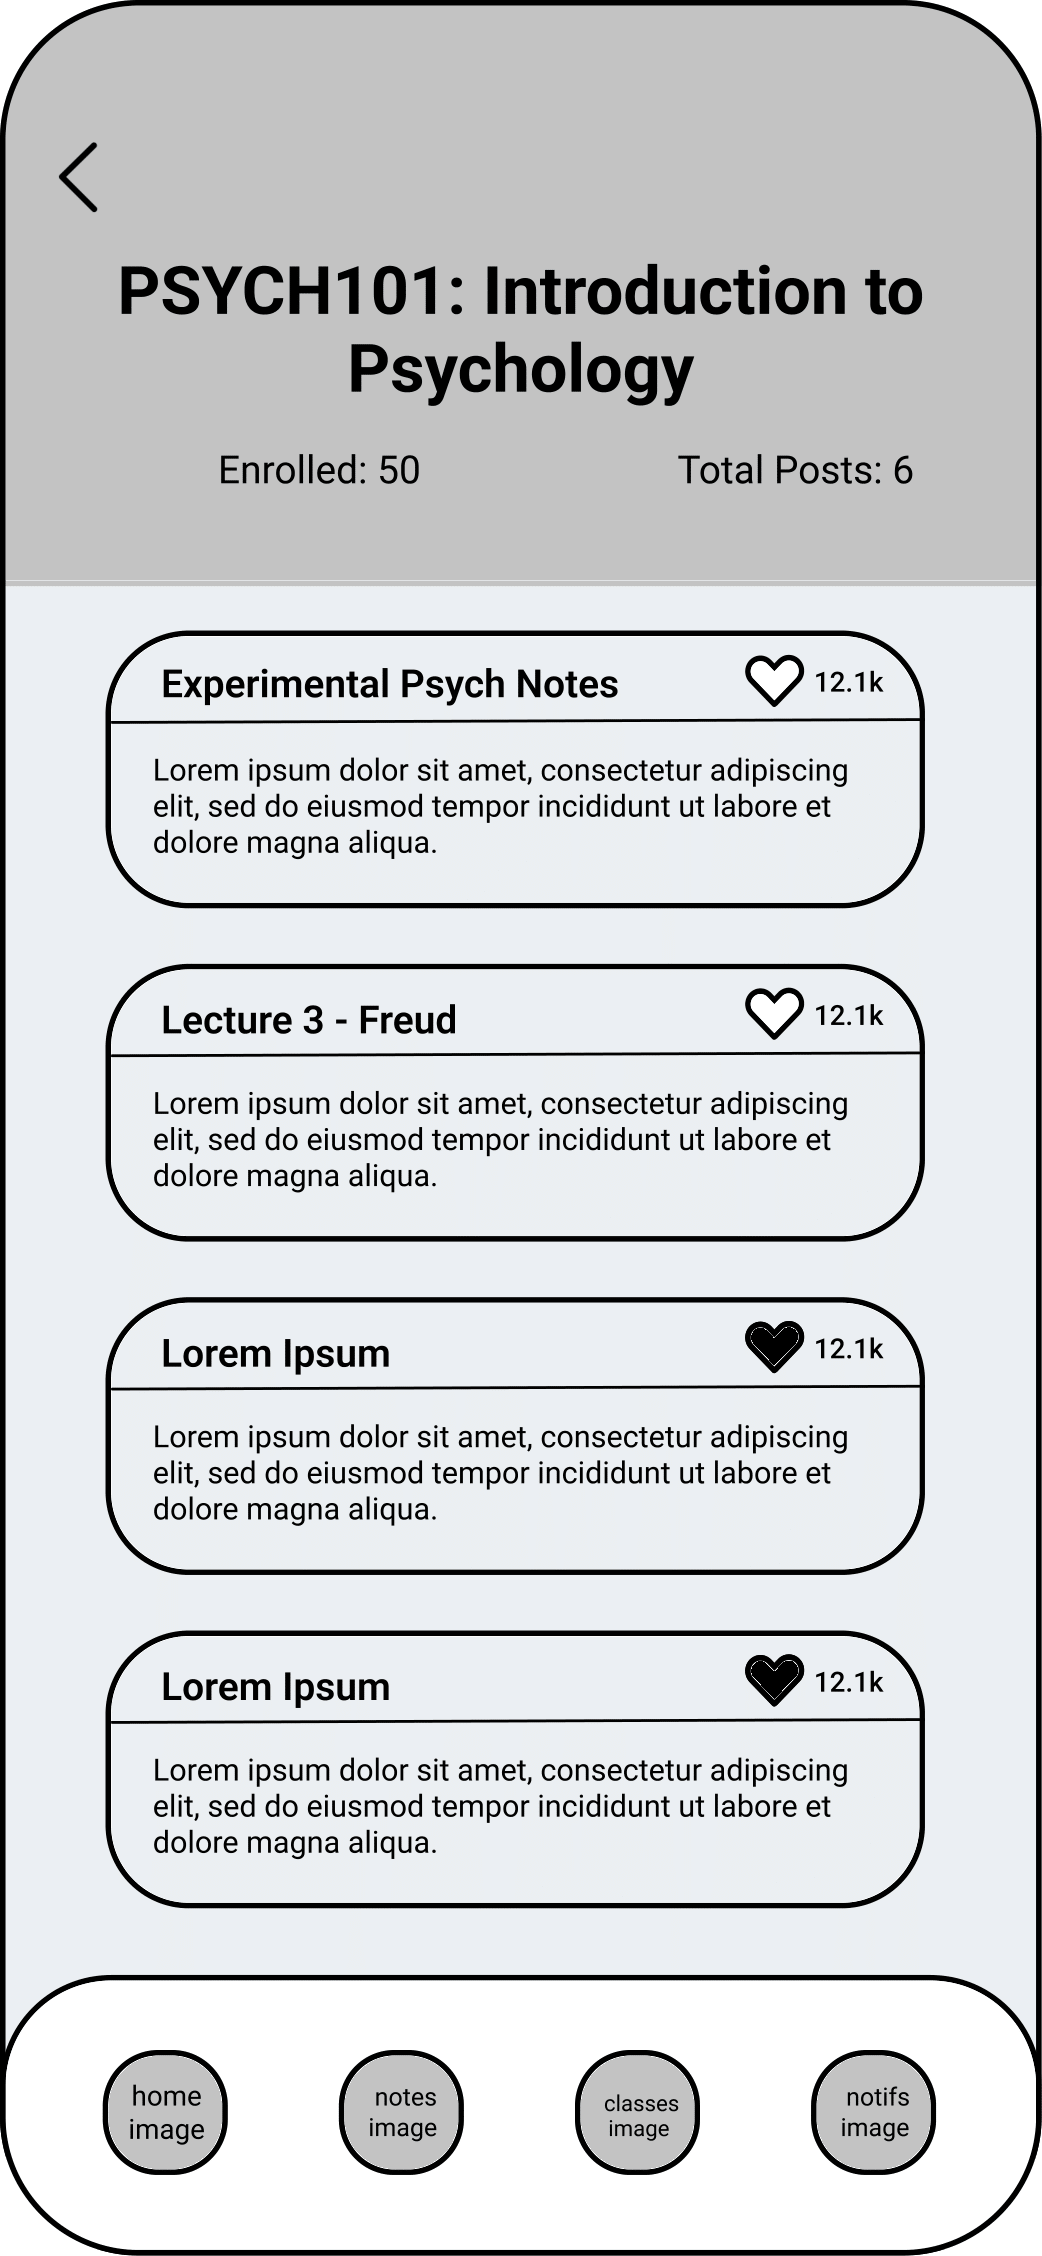 PSYCH101: Introduction to
Psychology
Enrolled: 50
Total Posts: 6
Experimental Psych Notes
12.1k
Lorem ipsum dolor sit amet, consectetur adipiscing
elit, sed do eiusmod tempor incididunt ut labore et
dolore magna aliqua.
Lecture 3 - Freud
12.1k
Lorem ipsum dolor sit amet, consectetur adipiscing
elit, sed do eiusmod tempor incididunt ut labore et
dolore magna aliqua.
Lorem Ipsum
12.1k
Lorem ipsum dolor sit amet, consectetur adipiscing
elit, sed do eiusmod tempor incididunt ut labore et
dolore magna aliqua.
Lorem Ipsum
12.1k
Lorem ipsum dolor sit amet, consectetur adipiscing
elit, sed do eiusmod tempor incididunt ut labore et
dolore magna aliqua.
home
image
notes
image
classes
image
notifs
image